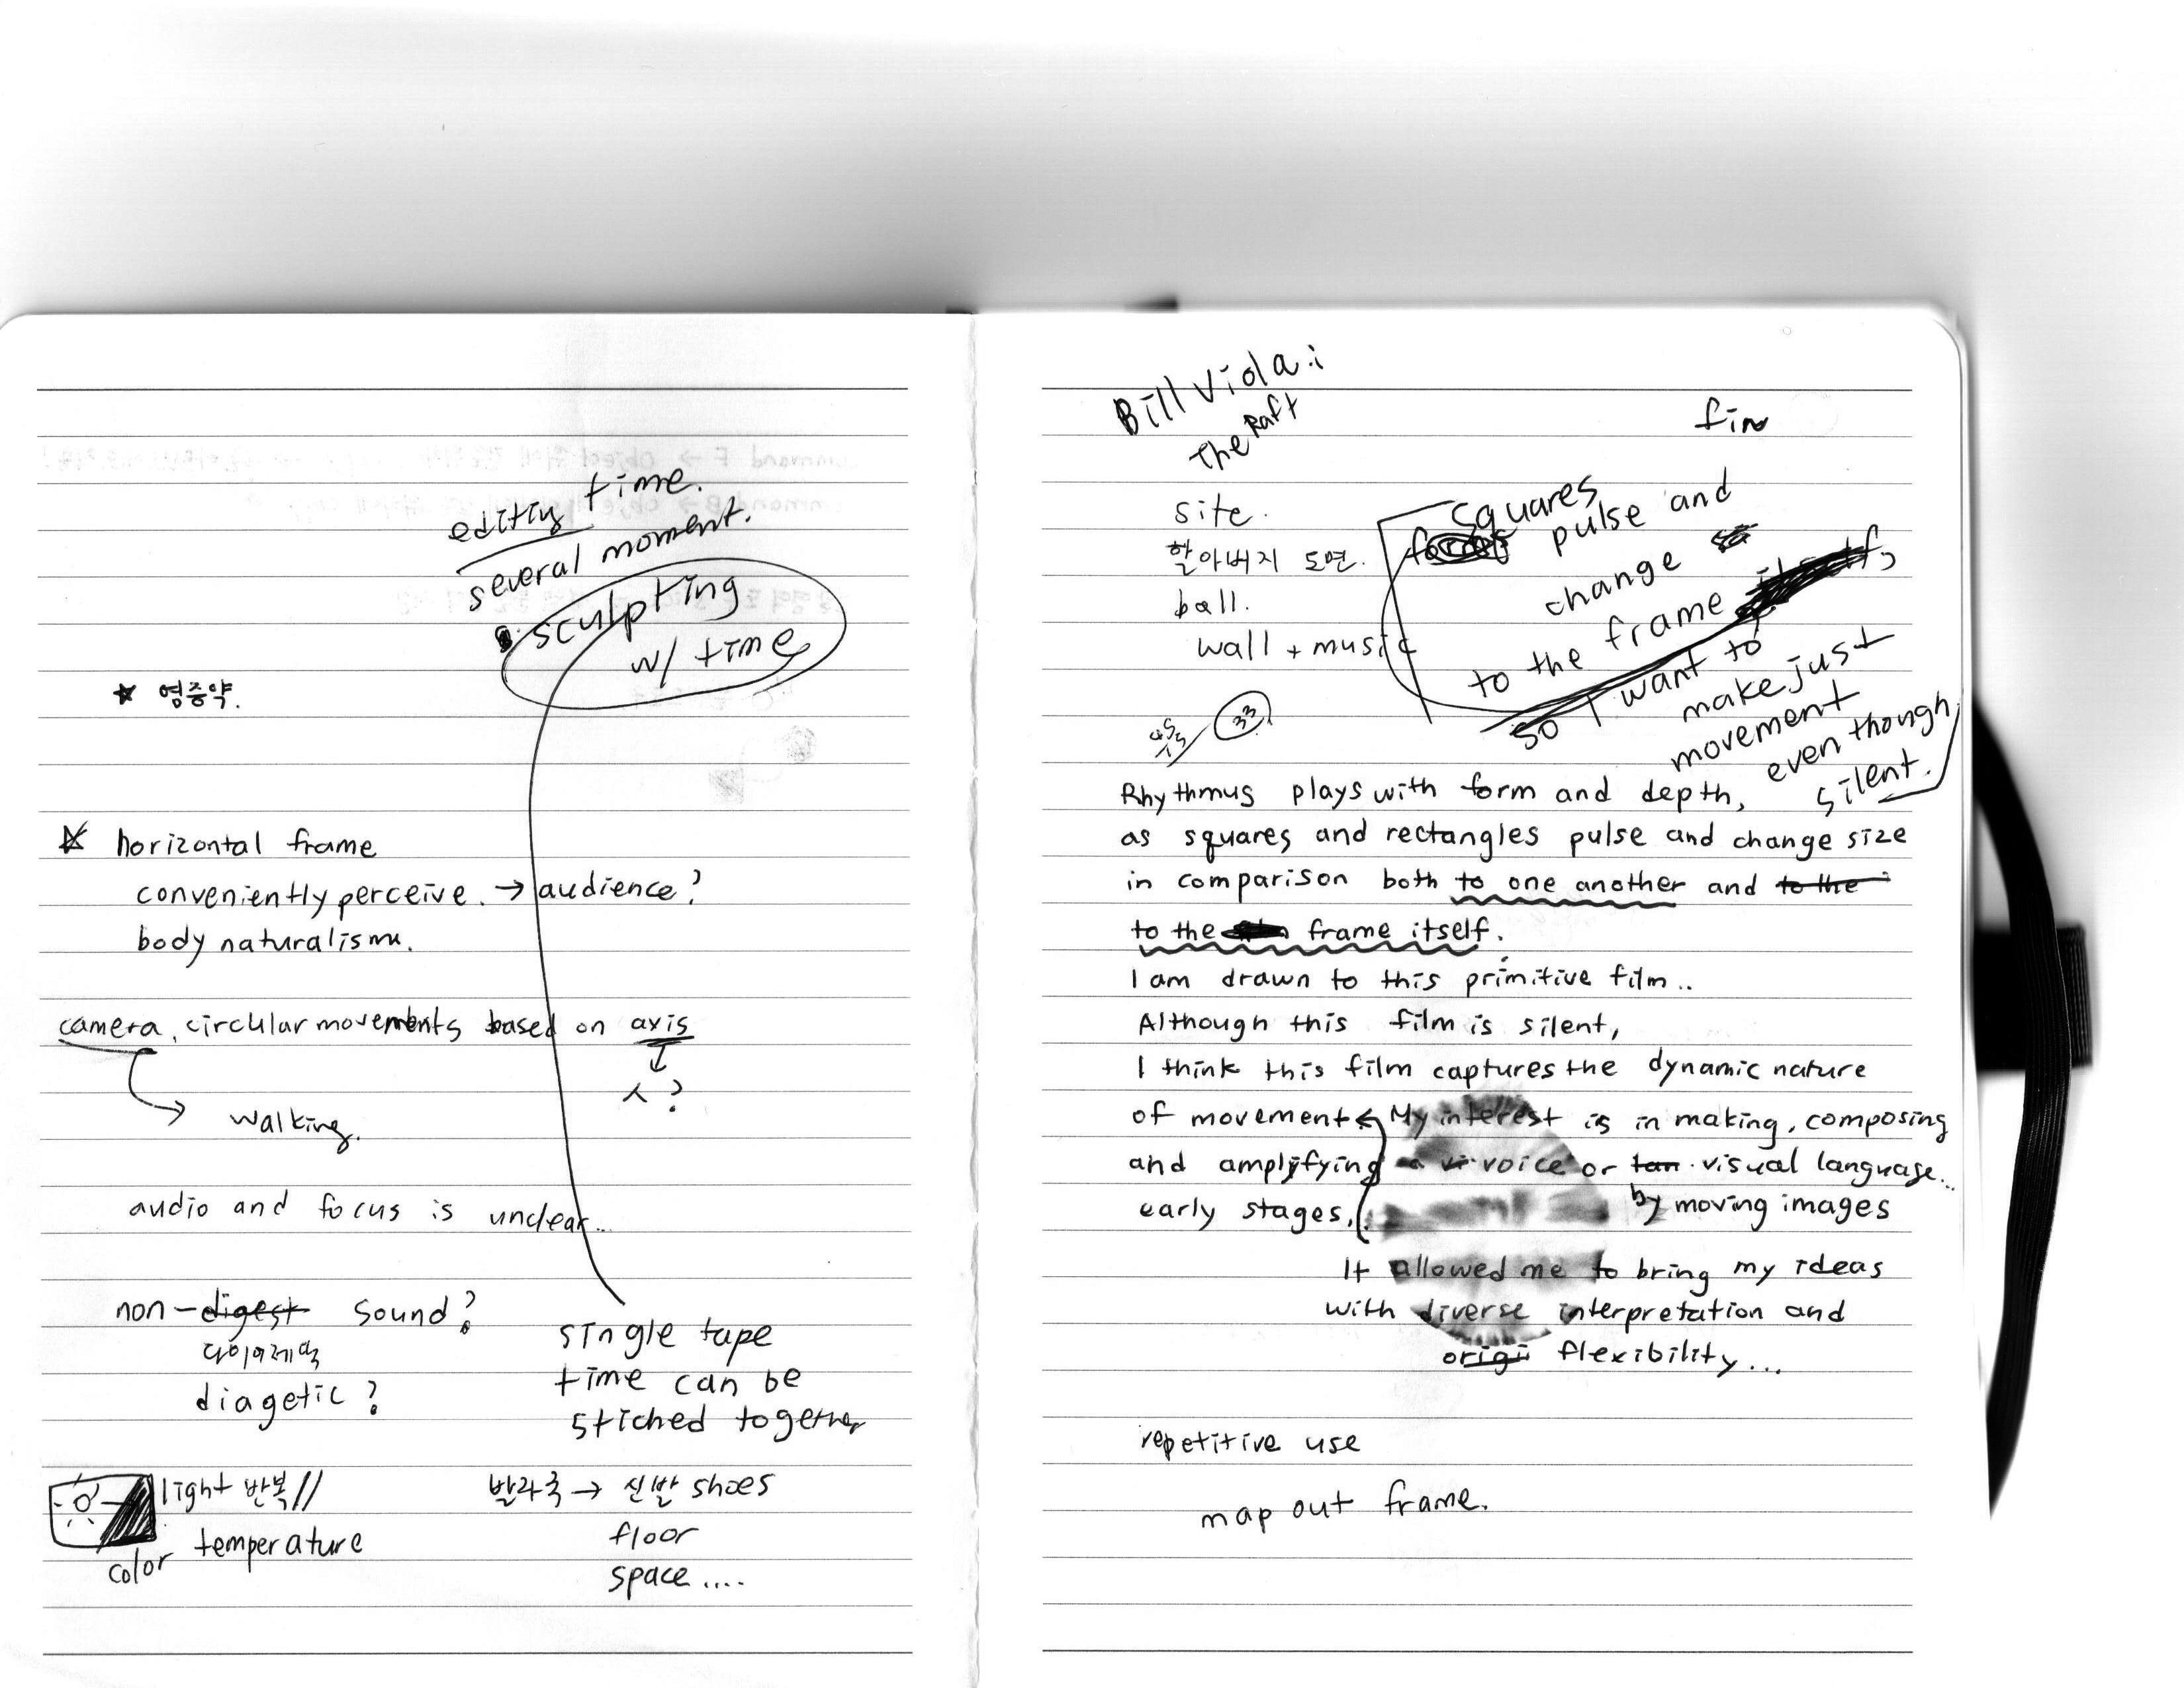 editing time.
several moment.
sculpting
w/ time
★ 영중약.
☆ horizontal frame
conveniently perceive. → audience?
body naturalism.
camera, circular movements based on axis
↓
ㅅ?
walking.
audio and focus is unclear...
non-digest sound?
다이어제틱
diagetic?
single tape
time can be
stiched together
light 반복//
color temperature
발자국 → 신발 shoes
floor
space....
Bill Viola:
The Raft
fin
site.
할아버지 도면.
ball.
wall + music
33
squares
pulse and
change
to the frame itself,
so I want to
make just
movement
even though
silent.
Rhythmus plays with form and depth,
as squares and rectangles pulse and change size
in comparison both to one another and to the
to the frame itself.
I am drawn to this primitive film..
Although this film is silent,
I think this film captures the dynamic nature
of movement ← My interest is in making, composing
and amplyfying a voice or visual language...
early stages, by moving images
It allowed me to bring my ideas
with diverse interpretation and
origi flexibility...
repetitive use
map out frame.